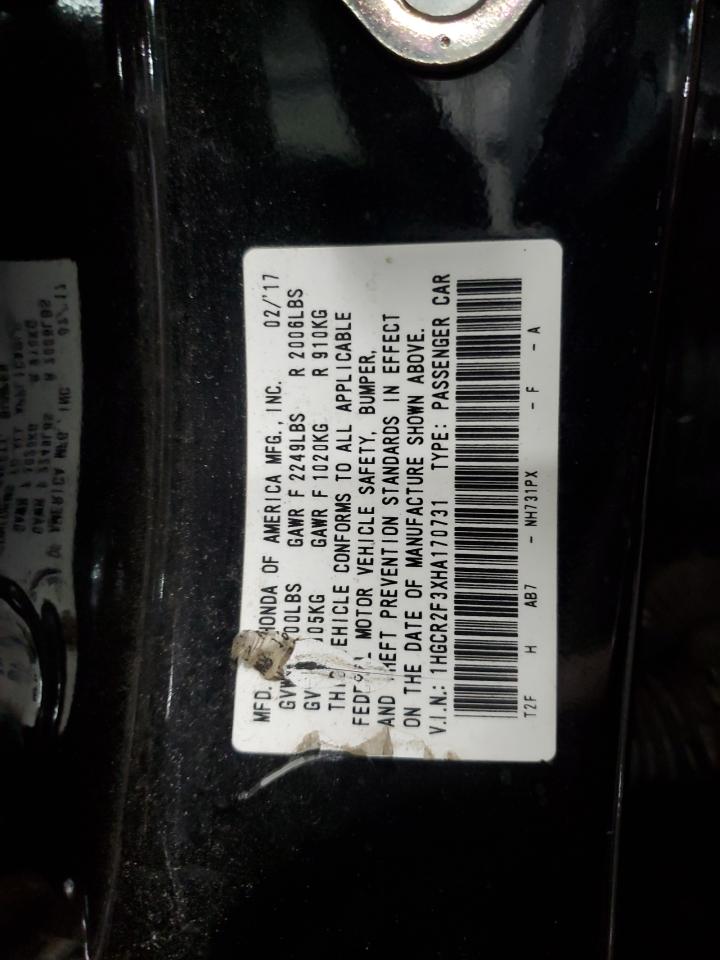 MFD. HONDA OF AMERICA MFG., INC. 02/'17
GAWR F 2249LBS R 2006LBS
GAWR F 1020KG R 910KG
VEHICLE CONFORMS TO ALL APPLICABLE
MOTOR VEHICLE SAFETY, BUMPER,
AND THEFT PREVENTION STANDARDS IN EFFECT
ON THE DATE OF MANUFACTURE SHOWN ABOVE.
V.I.N.: 1HGCR2F3XHA170731 TYPE: PASSENGER CAR
T2F H AB7 - NH731PX - F - A